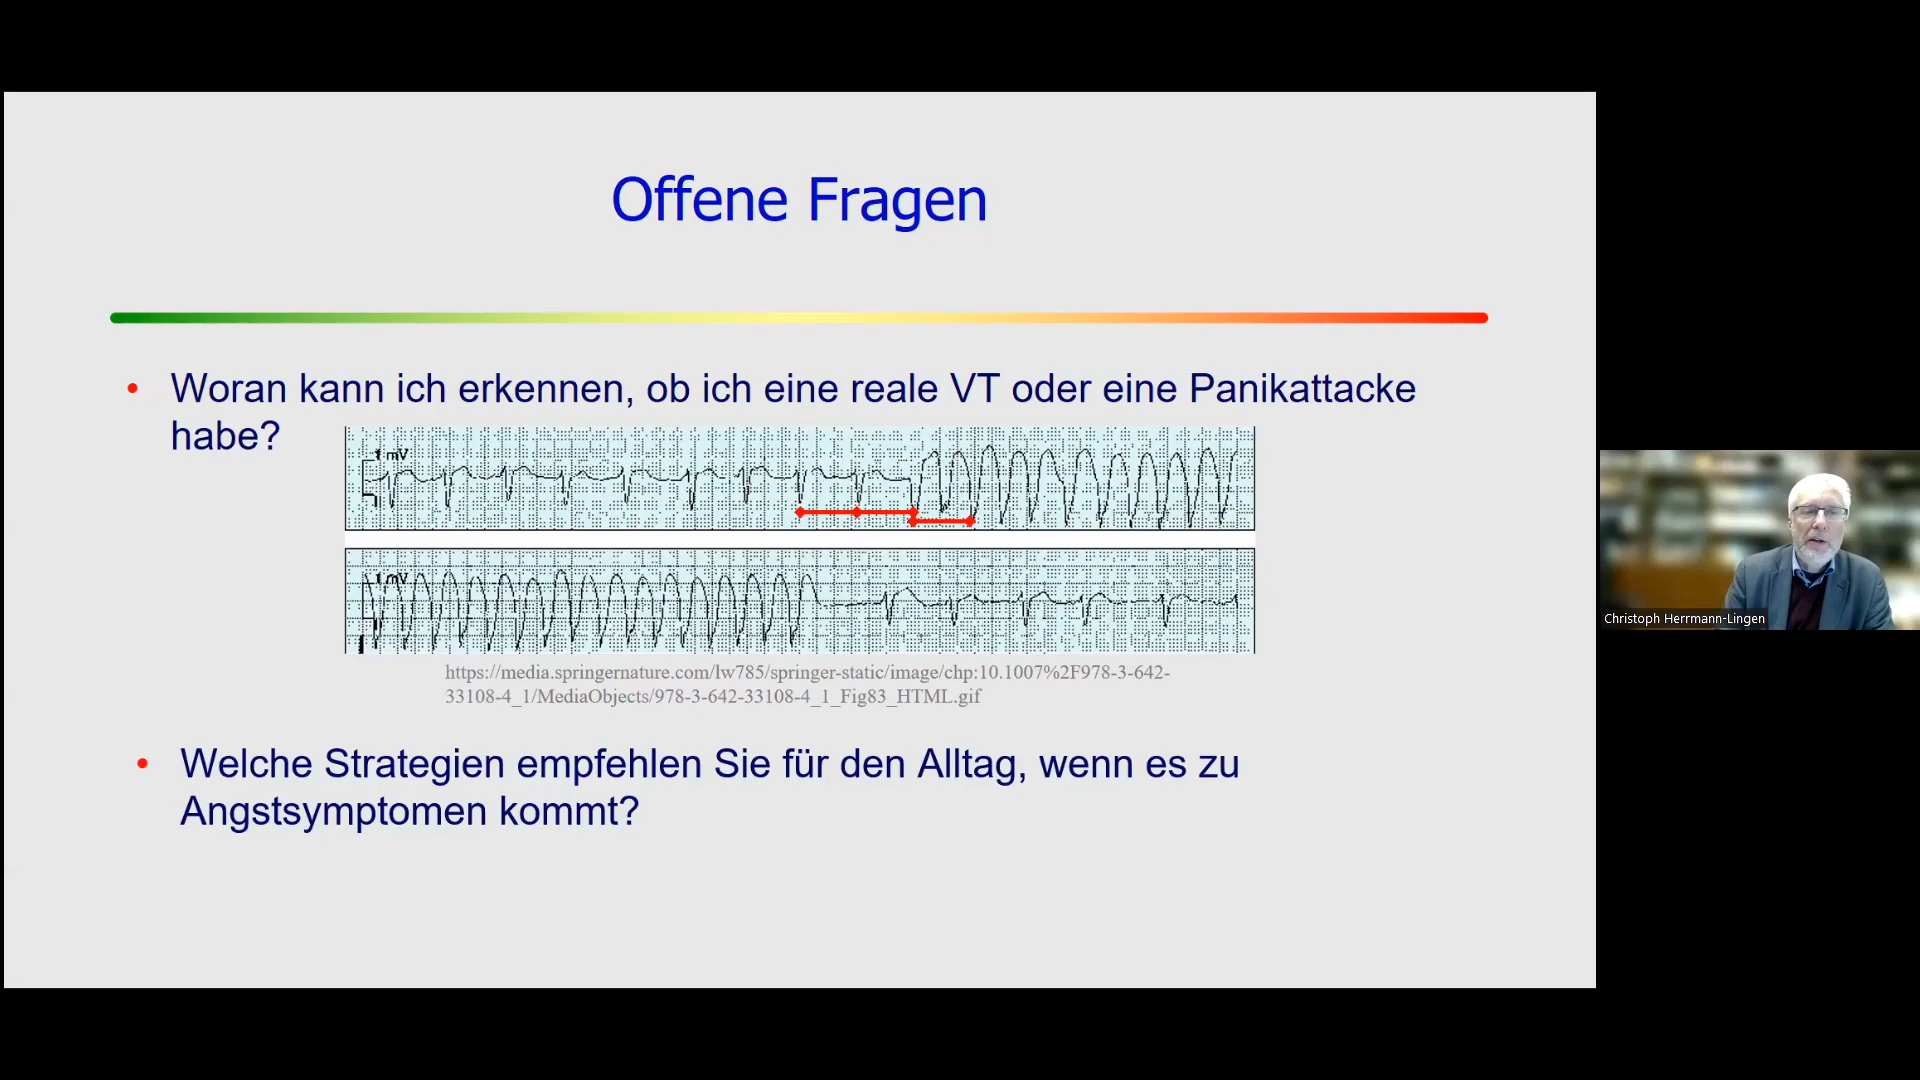 Offene Fragen
• Woran kann ich erkennen, ob ich eine reale VT oder eine Panikattacke
habe?
1 mV
1 mV
https://media.springernature.com/lw785/springer-static/image/chp:10.1007%2F978-3-642-
33108-4_1/MediaObjects/978-3-642-33108-4_1_Fig83_HTML.gif
• Welche Strategien empfehlen Sie für den Alltag, wenn es zu
Angstsymptomen kommt?
Christoph Herrmann-Lingen